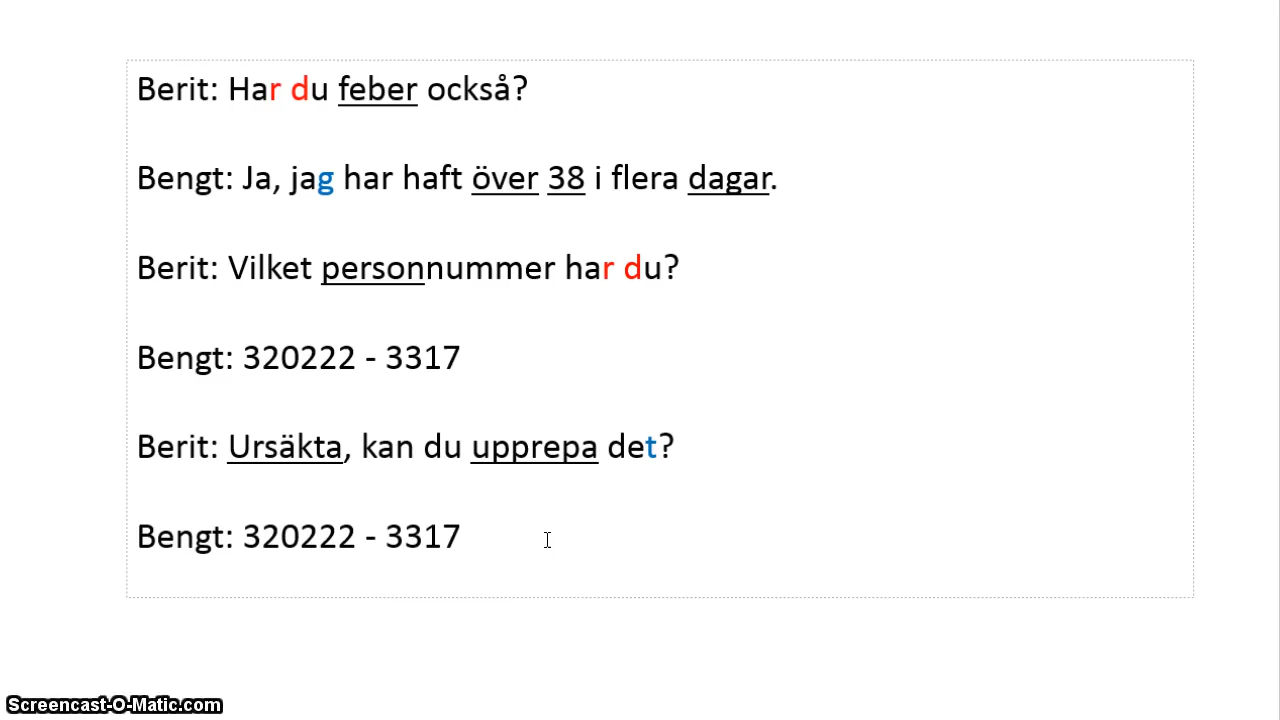 Berit: Har du feber också?
Bengt: Ja, jag har haft över 38 i flera dagar.
Berit: Vilket personnummer har du?
Bengt: 320222 - 3317
Berit: Ursäkta, kan du upprepa det?
Bengt: 320222 - 3317
Screencast-O-Matic.com